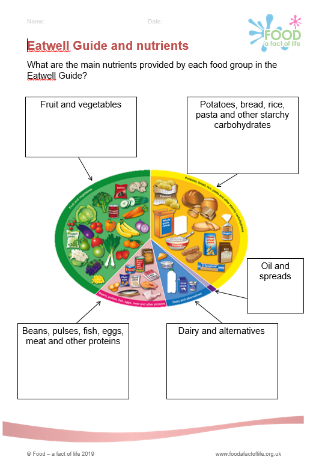 Name:
Date:
FOOD
a fact of life
Eatwell Guide and nutrients
What are the main nutrients provided by each food group in the
Eatwell Guide?
Fruit and vegetables
Potatoes, bread, rice,
pasta and other starchy
carbohydrates
Oil and
spreads
Beans, pulses, fish, eggs,
meat and other proteins
Dairy and alternatives
© Food – a fact of life 2019
www.foodafactoflife.org.uk